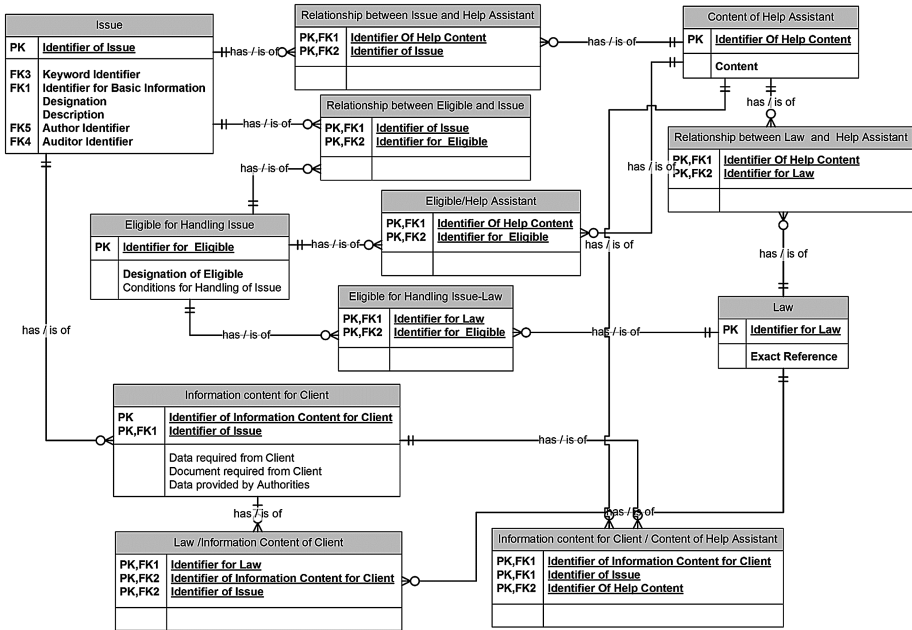 Issue
PK Identifier of Issue
FK3 Keyword Identifier
FK1 Identifier for Basic Information
Designation
Description
FK5 Author Identifier
FK4 Auditor Identifier
has / is of
Relationship between Issue and Help Assistant
PK,FK1 Identifier Of Help Content
PK,FK2 Identifier of Issue
has / is of
Content of Help Assistant
PK Identifier Of Help Content
Content
has / is of
Relationship between Eligible and Issue
PK,FK1 Identifier of Issue
PK,FK2 Identifier for Eligible
has / is of
has / is of
has / is of
Relationship between Law and Help Assistant
PK,FK1 Identifier Of Help Content
PK,FK2 Identifier for Law
has / is of
Eligible for Handling Issue
PK Identifier for Eligible
Designation of Eligible
Conditions for Handling of Issue
has / is of
Eligible/Help Assistant
PK,FK1 Identifier Of Help Content
PK,FK2 Identifier for Eligible
has / is of
has / is of
Eligible for Handling Issue-Law
PK,FK1 Identifier for Law
PK,FK2 Identifier for Eligible
has / is of
has / is of
Law
PK Identifier for Law
Exact Reference
has / is of
Information content for Client
PK Identifier of Information Content for Client
PK,FK1 Identifier of Issue
Data required from Client
Document required from Client
Data provided by Authorities
has / is of
has / is of
has / is of
Law /Information Content of Client
PK,FK1 Identifier for Law
PK,FK2 Identifier of Information Content for Client
PK,FK2 Identifier of Issue
Information content for Client / Content of Help Assistant
PK,FK1 Identifier of Information Content for Client
PK,FK1 Identifier of Issue
PK,FK2 Identifier Of Help Content